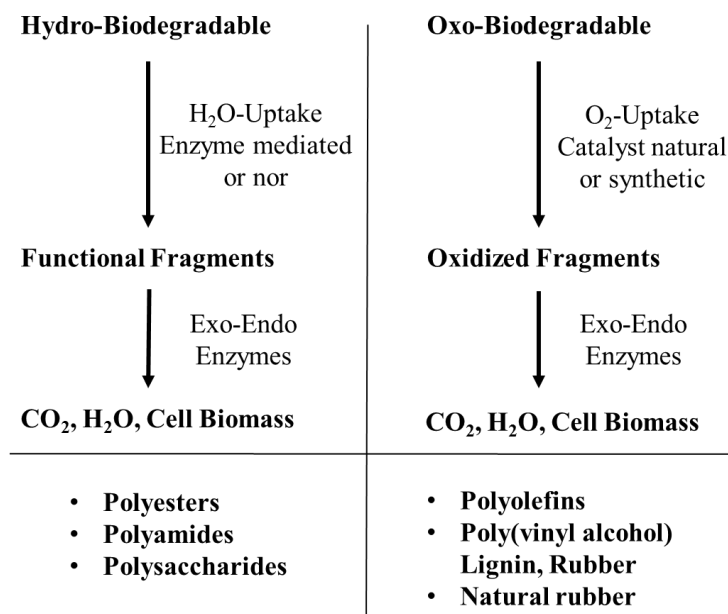 Hydro-Biodegradable
H₂O-Uptake
Enzyme mediated
or nor
Functional Fragments
Exo-Endo
Enzymes
CO₂, H₂O, Cell Biomass
• Polyesters
• Polyamides
• Polysaccharides
Oxo-Biodegradable
O₂-Uptake
Catalyst natural
or synthetic
Oxidized Fragments
Exo-Endo
Enzymes
CO₂, H₂O, Cell Biomass
• Polyolefins
• Poly(vinyl alcohol)
Lignin, Rubber
• Natural rubber